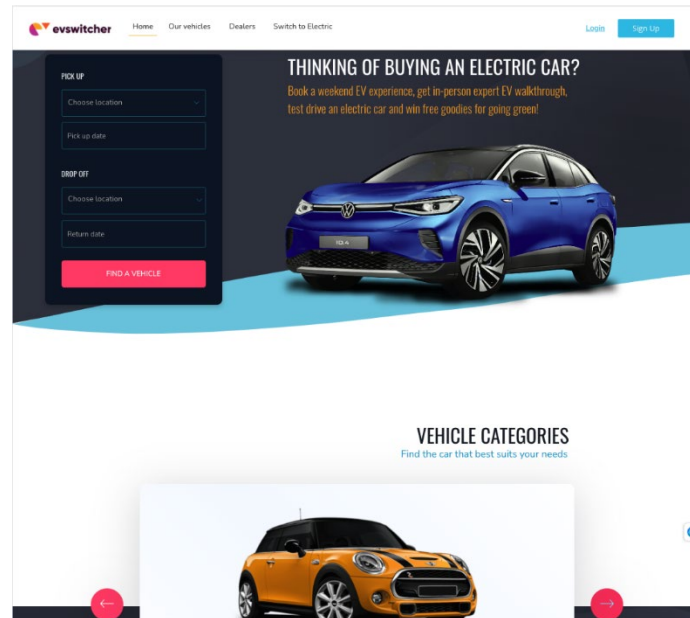 evswitcher
Home
Our vehicles
Dealers
Switch to Electric
Login
Sign Up
PICK UP
Choose location
Pick up date
DROP OFF
Choose location
Return date
FIND A VEHICLE
THINKING OF BUYING AN ELECTRIC CAR?
Book a weekend EV experience, get in-person expert EV walkthrough,
test drive an electric car and win free goodies for going green!
ID.4
VEHICLE CATEGORIES
Find the car that best suits your needs